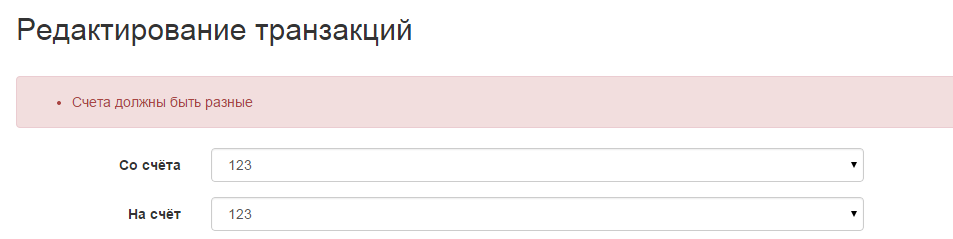 Редактирование транзакций
Счета должны быть разные
Со счёта 123
На счёт 123